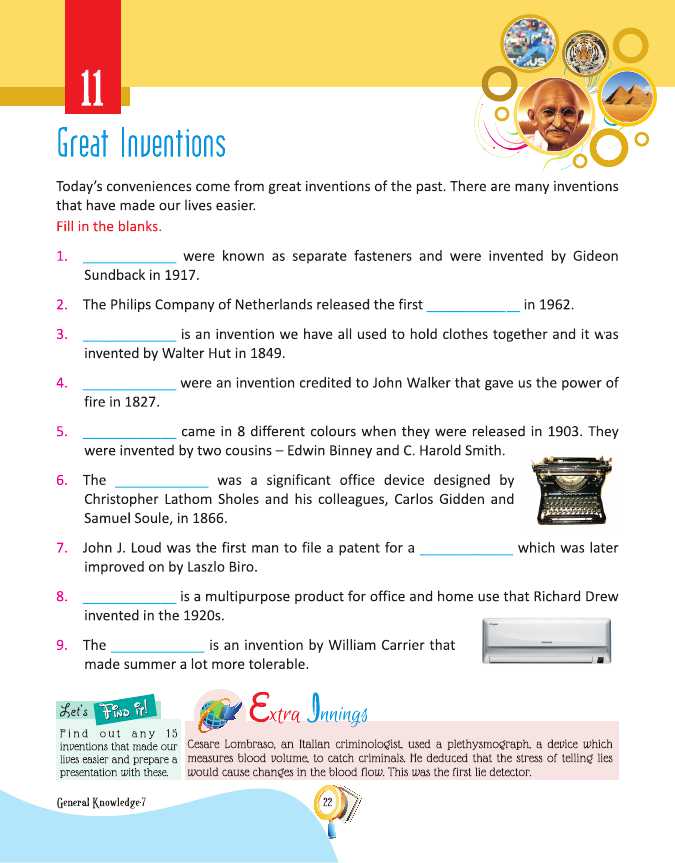 11
Great Inventions
Today's conveniences come from great inventions of the past. There are many inventions
that have made our lives easier.
Fill in the blanks.
1. ____________ were known as separate fasteners and were invented by Gideon
Sundback in 1917.
2. The Philips Company of Netherlands released the first ____________ in 1962.
3. ____________ is an invention we have all used to hold clothes together and it was
invented by Walter Hut in 1849.
4. ____________ were an invention credited to John Walker that gave us the power of
fire in 1827.
5. ____________ came in 8 different colours when they were released in 1903. They
were invented by two cousins – Edwin Binney and C. Harold Smith.
6. The ____________ was a significant office device designed by
Christopher Lathom Sholes and his colleagues, Carlos Gidden and
Samuel Soule, in 1866.
7. John J. Loud was the first man to file a patent for a ____________ which was later
improved on by Laszlo Biro.
8. ____________ is a multipurpose product for office and home use that Richard Drew
invented in the 1920s.
9. The ____________ is an invention by William Carrier that
made summer a lot more tolerable.
Let's Find it!
Find out any 15
inventions that made our
lives easier and prepare a
presentation with these.
Extra Innings
Cesare Lombraso, an Italian criminologist, used a plethysmograph, a device which
measures blood volume, to catch criminals. He deduced that the stress of telling lies
would cause changes in the blood flow. This was the first lie detector.
General Knowledge-7
22